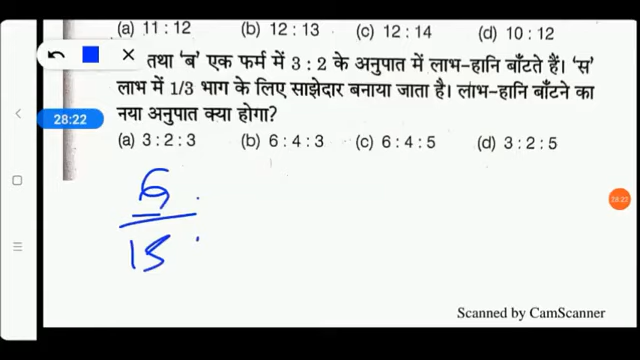 (a) 11 : 12 (b) 12 : 13 (c) 12 : 14 (d) 10 : 12
तथा ‘ब’ एक फर्म में 3 : 2 के अनुपात में लाभ-हानि बाँटते हैं। ‘स’
लाभ में 1/3 भाग के लिए साझेदार बनाया जाता है। लाभ-हानि बाँटने का
28:22
नया अनुपात क्या होगा?
(a) 3 : 2 : 3 (b) 6 : 4 : 3 (c) 6 : 4 : 5 (d) 3 : 2 : 5
6
15
28:22
Scanned by CamScanner